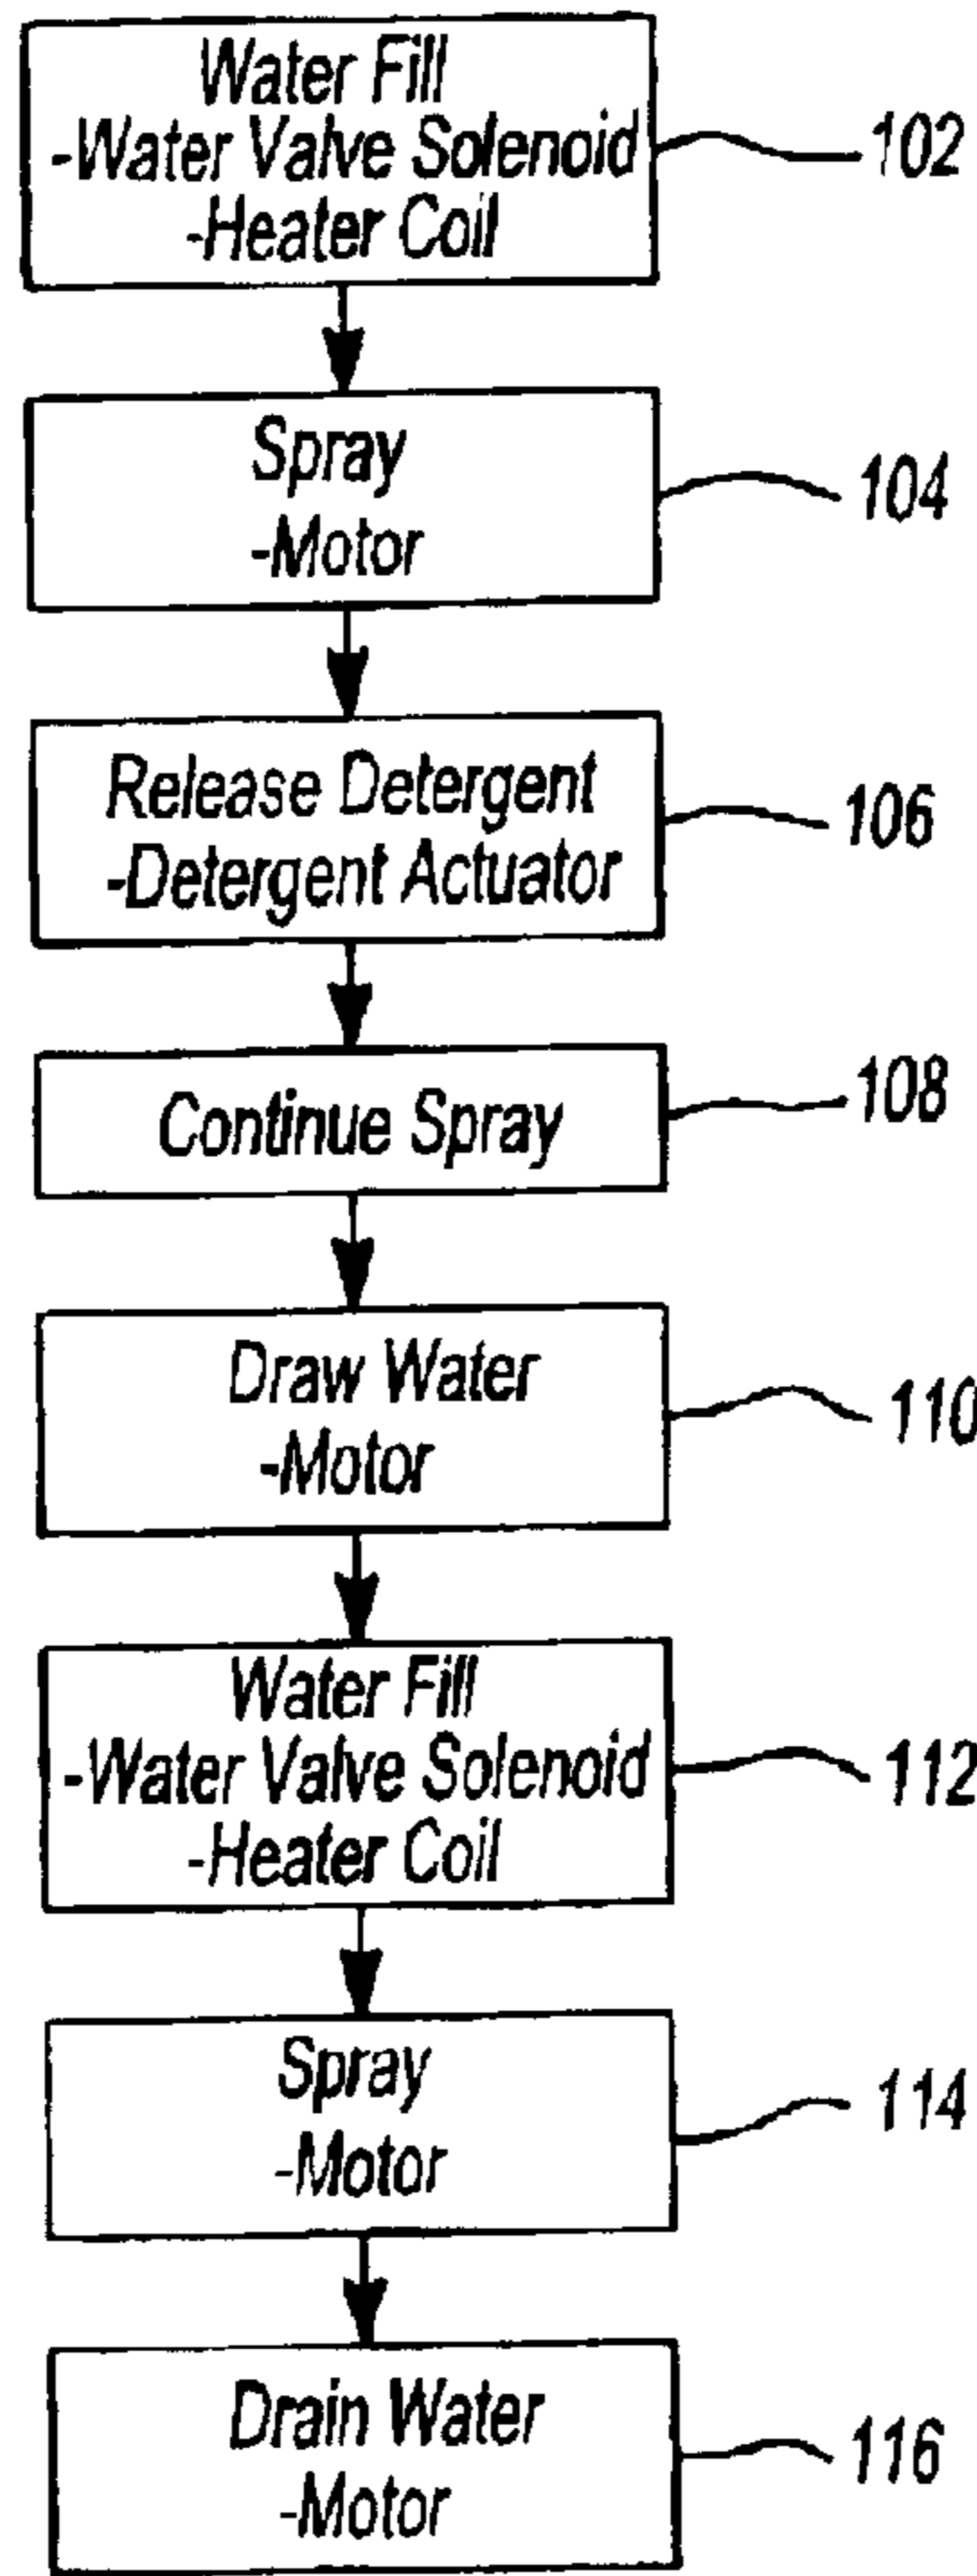 Water Fill
-Water Valve Solenoid
-Heater Coil
102
Spray
-Motor
104
Release Detergent
-Detergent Actuator
106
Continue Spray
108
Draw Water
-Motor
110
Water Fill
-Water Valve Solenoid
-Heater Coil
112
Spray
-Motor
114
Drain Water
-Motor
116